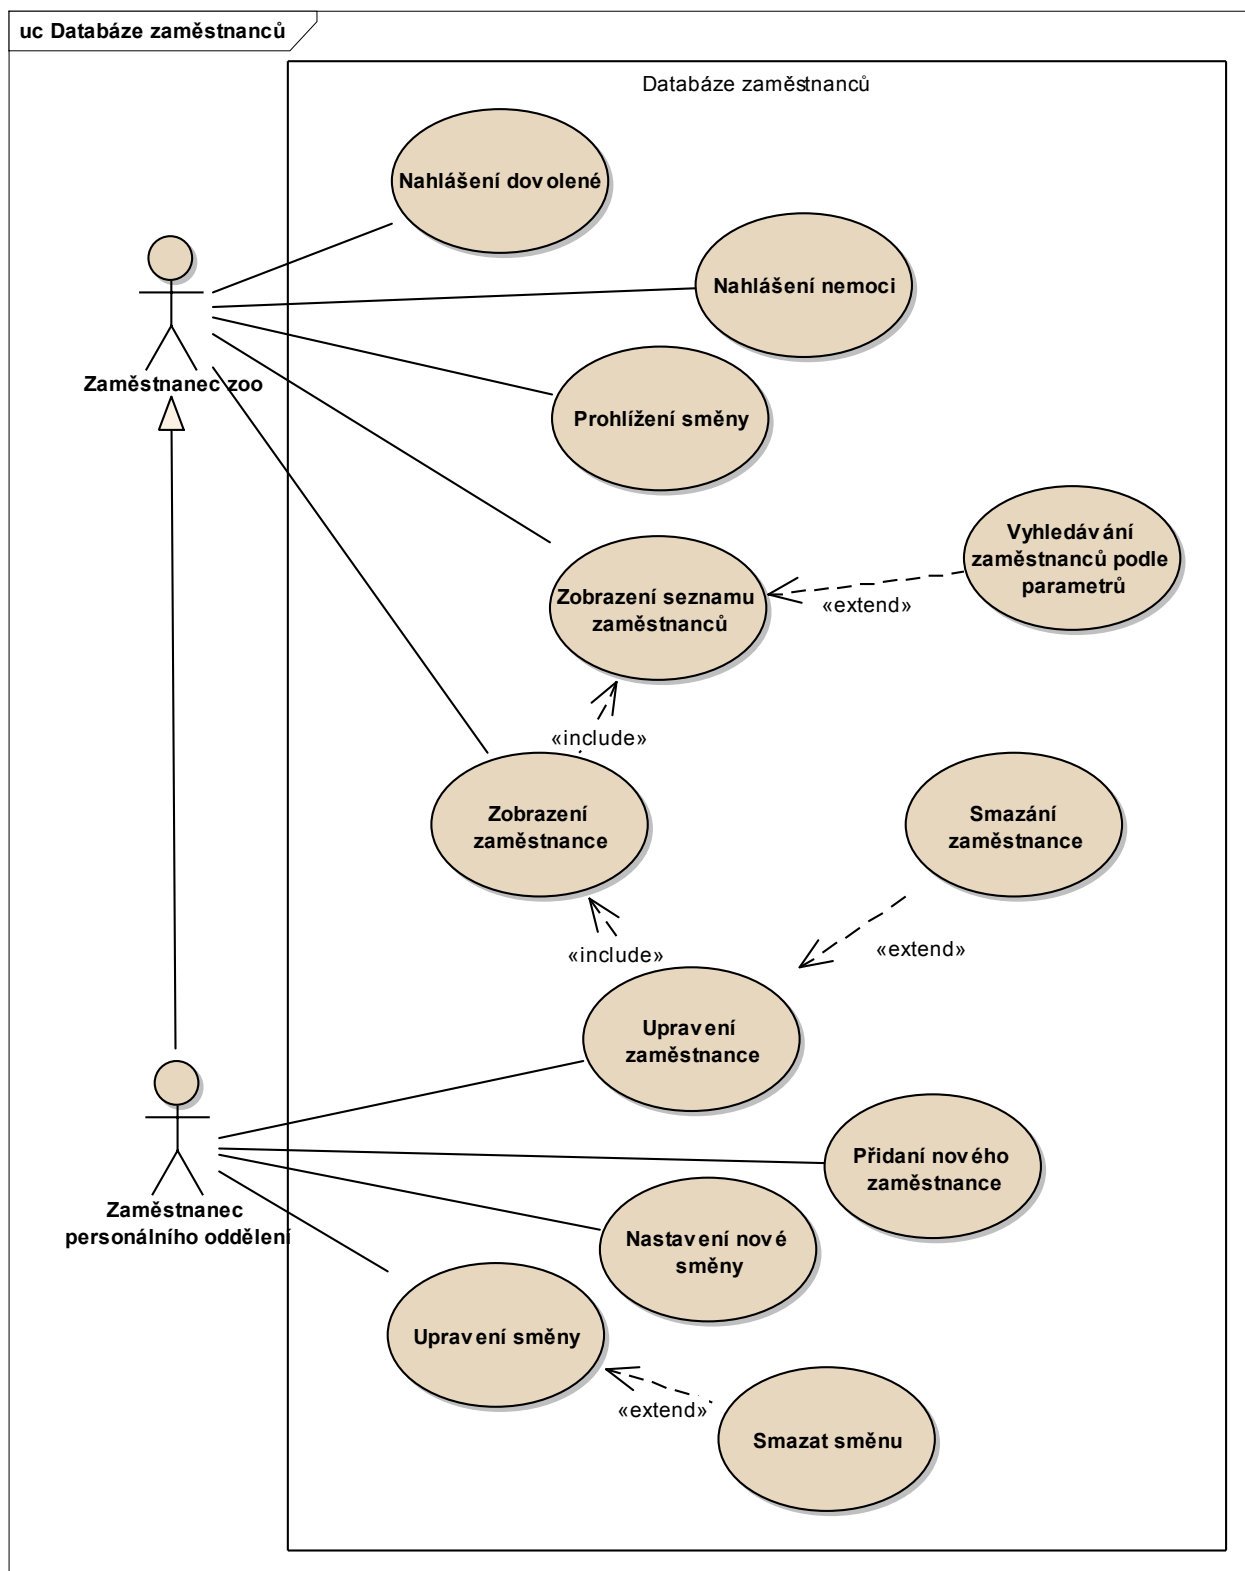 uc Databáze zaměstnanců
Databáze zaměstnanců
Nahlášení dovolené
Nahlášení nemoci
Zaměstnanec zoo
Prohlížení směny
Vyhledávání
zaměstnanců podle
parametrů
«extend»
Zobrazení seznamu
zaměstnanců
«include»
Zobrazení
zaměstnance
Smazání
zaměstnance
«include»
«extend»
Upravení
zaměstnance
Přidaní nového
zaměstnance
Zaměstnanec
personálního oddělení
Nastavení nové
směny
Upravení směny
«extend»
Smazat směnu